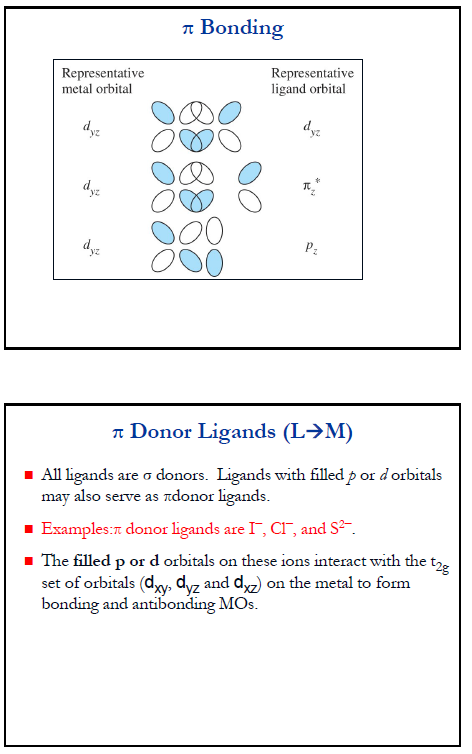 π Bonding
Representative metal orbital
Representative ligand orbital
dyz
dyz
dyz
πz*
dyz
pz
π Donor Ligands (L→M)
All ligands are σ donors. Ligands with filled p or d orbitals
may also serve as πdonor ligands.
Examples:π donor ligands are I⁻, Cl⁻, and S²⁻.
The filled p or d orbitals on these ions interact with the t2g
set of orbitals (dxy, dyz and dxz) on the metal to form
bonding and antibonding MOs.